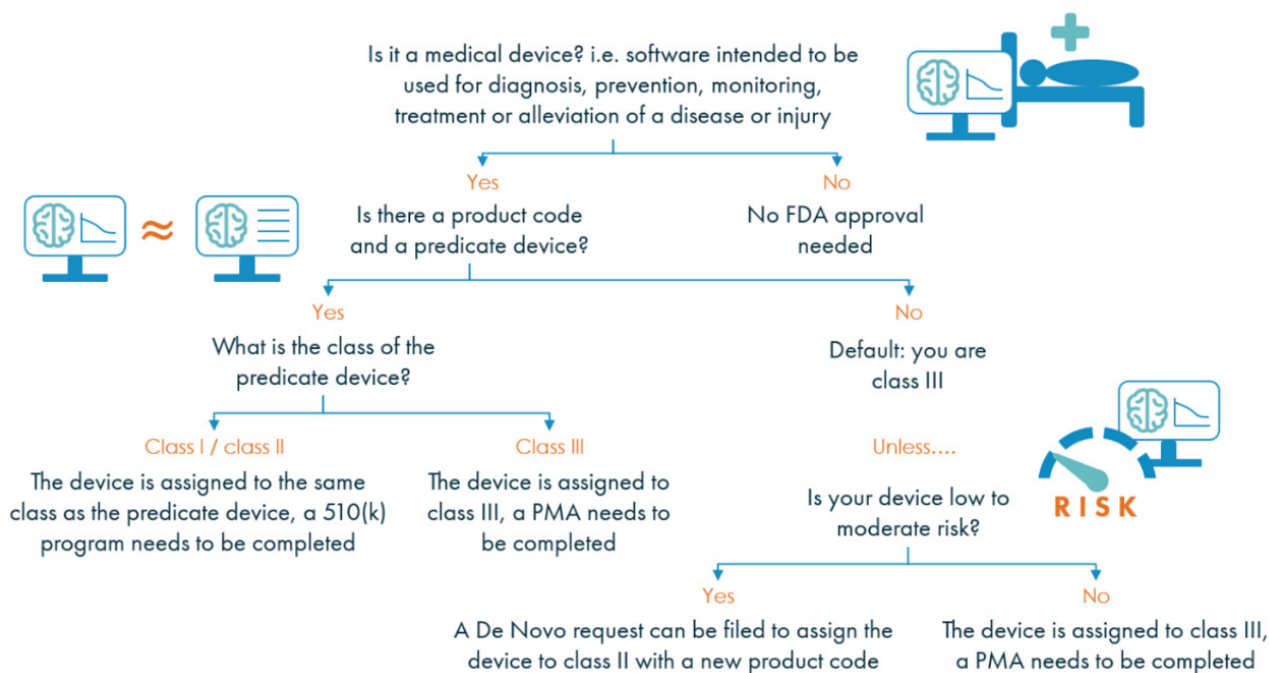 Is it a medical device? i.e. software intended to be
used for diagnosis, prevention, monitoring,
treatment or alleviation of a disease or injury
Yes
No
Is there a product code
and a predicate device?
No FDA approval
needed
Yes
No
What is the class of the
predicate device?
Default: you are
class III
Class I / class II
Class III
Unless....
The device is assigned to the same
class as the predicate device, a 510(k)
program needs to be completed
The device is assigned to
class III, a PMA needs to
be completed
Is your device low to
moderate risk?
RISK
Yes
No
A De Novo request can be filed to assign the
device to class II with a new product code
The device is assigned to class III,
a PMA needs to be completed